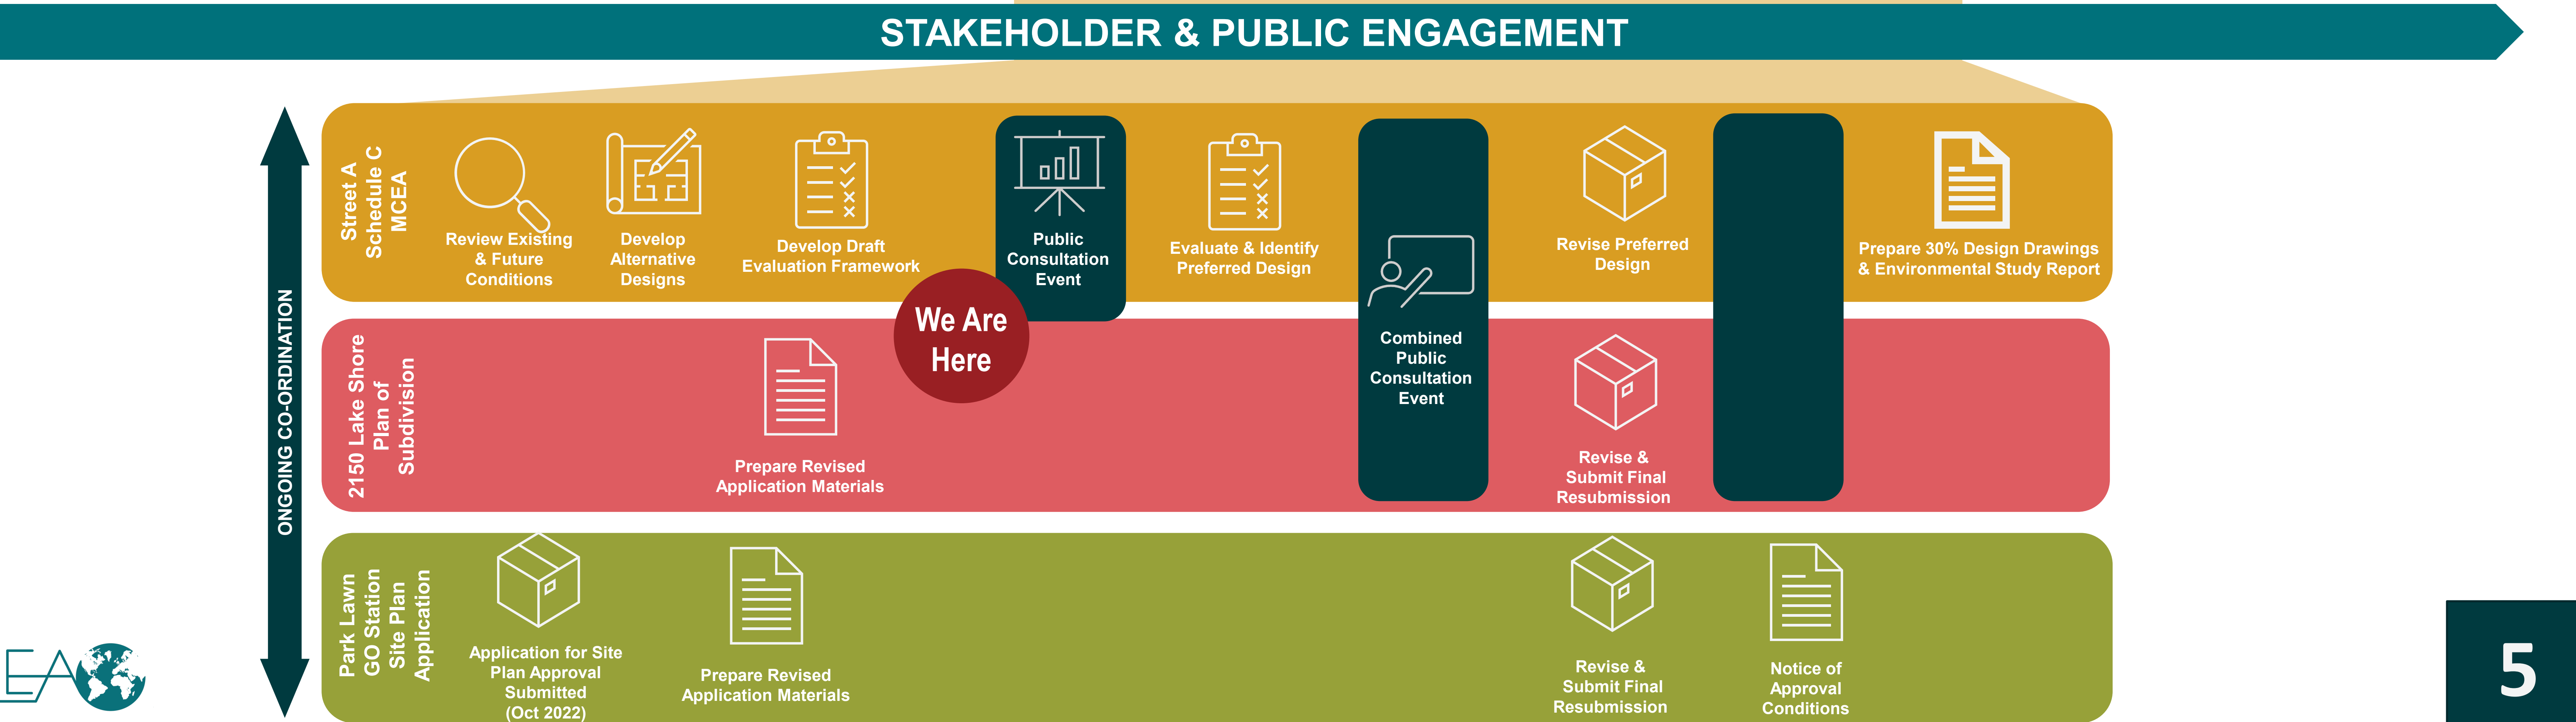 STAKEHOLDER & PUBLIC ENGAGEMENT
ONGOING CO-ORDINATION
Street A
Schedule C
MCEA
Review Existing
& Future
Conditions
Develop
Alternative
Designs
Develop Draft
Evaluation Framework
Public
Consultation
Event
Evaluate & Identify
Preferred Design
Revise Preferred
Design
Prepare 30% Design Drawings
& Environmental Study Report
We Are
Here
Combined
Public
Consultation
Event
2150 Lake Shore
Plan of
Subdivision
Prepare Revised
Application Materials
Revise &
Submit Final
Resubmission
Park Lawn
GO Station
Site Plan
Application
Application for Site
Plan Approval
Submitted
(Oct 2022)
Prepare Revised
Application Materials
Revise &
Submit Final
Resubmission
Notice of
Approval
Conditions
EA
5